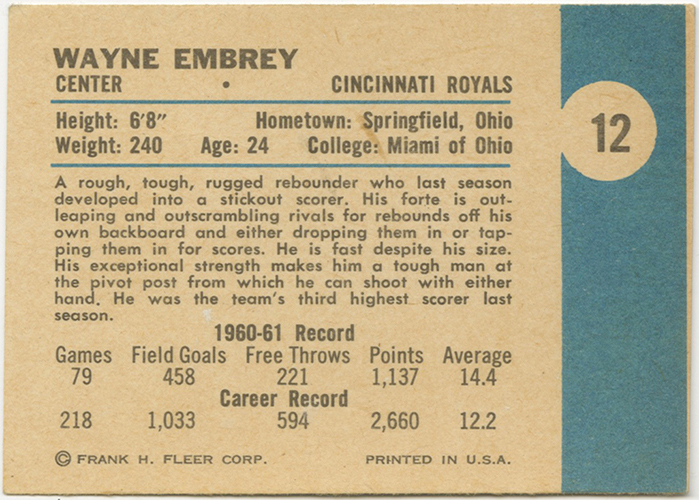 WAYNE EMBREY
CENTER • CINCINNATI ROYALS
12
Height: 6'8" Hometown: Springfield, Ohio
Weight: 240 Age: 24 College: Miami of Ohio
A rough, tough, rugged rebounder who last season
developed into a stickout scorer. His forte is out-
leaping and outscrambling rivals for rebounds off his
own backboard and either dropping them in or tap-
ping them in for scores. He is fast despite his size.
His exceptional strength makes him a tough man at
the pivot post from which he can shoot with either
hand. He was the team's third highest scorer last
season.
1960-61 Record
Games Field Goals Free Throws Points Average
79 458 221 1,137 14.4
Career Record
218 1,033 594 2,660 12.2
© FRANK H. FLEER CORP. PRINTED IN U.S.A.